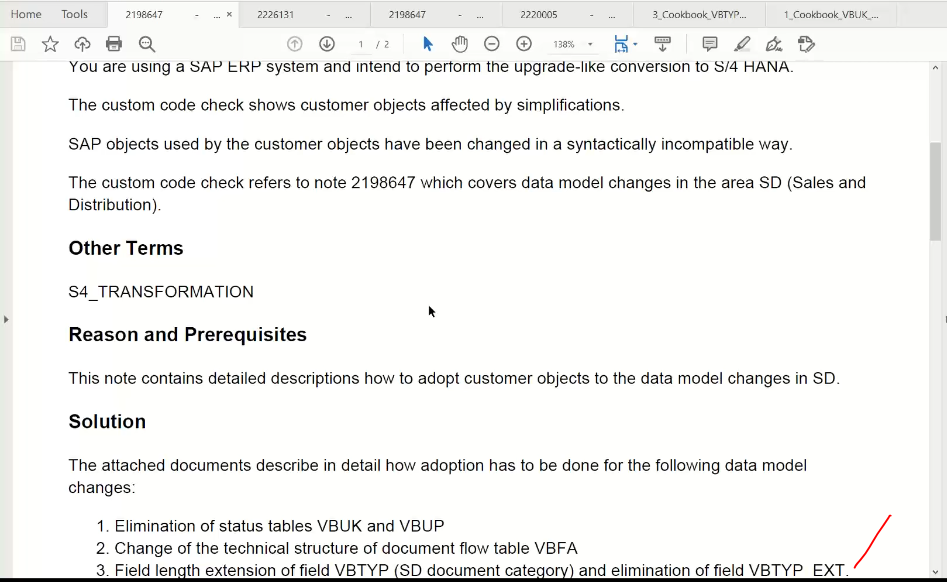 Home Tools 2198647 - ... × 2226131 - ... 2198647 - ... 2220005 - ... 3_Cookbook_VBTYP... 1_Cookbook_VBUK_...
1 / 2 138%
You are using a SAP ERP system and intend to perform the upgrade-like conversion to S/4 HANA.
The custom code check shows customer objects affected by simplifications.
SAP objects used by the customer objects have been changed in a syntactically incompatible way.
The custom code check refers to note 2198647 which covers data model changes in the area SD (Sales and
Distribution).
Other Terms
S4_TRANSFORMATION
Reason and Prerequisites
This note contains detailed descriptions how to adopt customer objects to the data model changes in SD.
Solution
The attached documents describe in detail how adoption has to be done for the following data model
changes:
1. Elimination of status tables VBUK and VBUP
2. Change of the technical structure of document flow table VBFA
3. Field length extension of field VBTYP (SD document category) and elimination of field VBTYP_EXT.